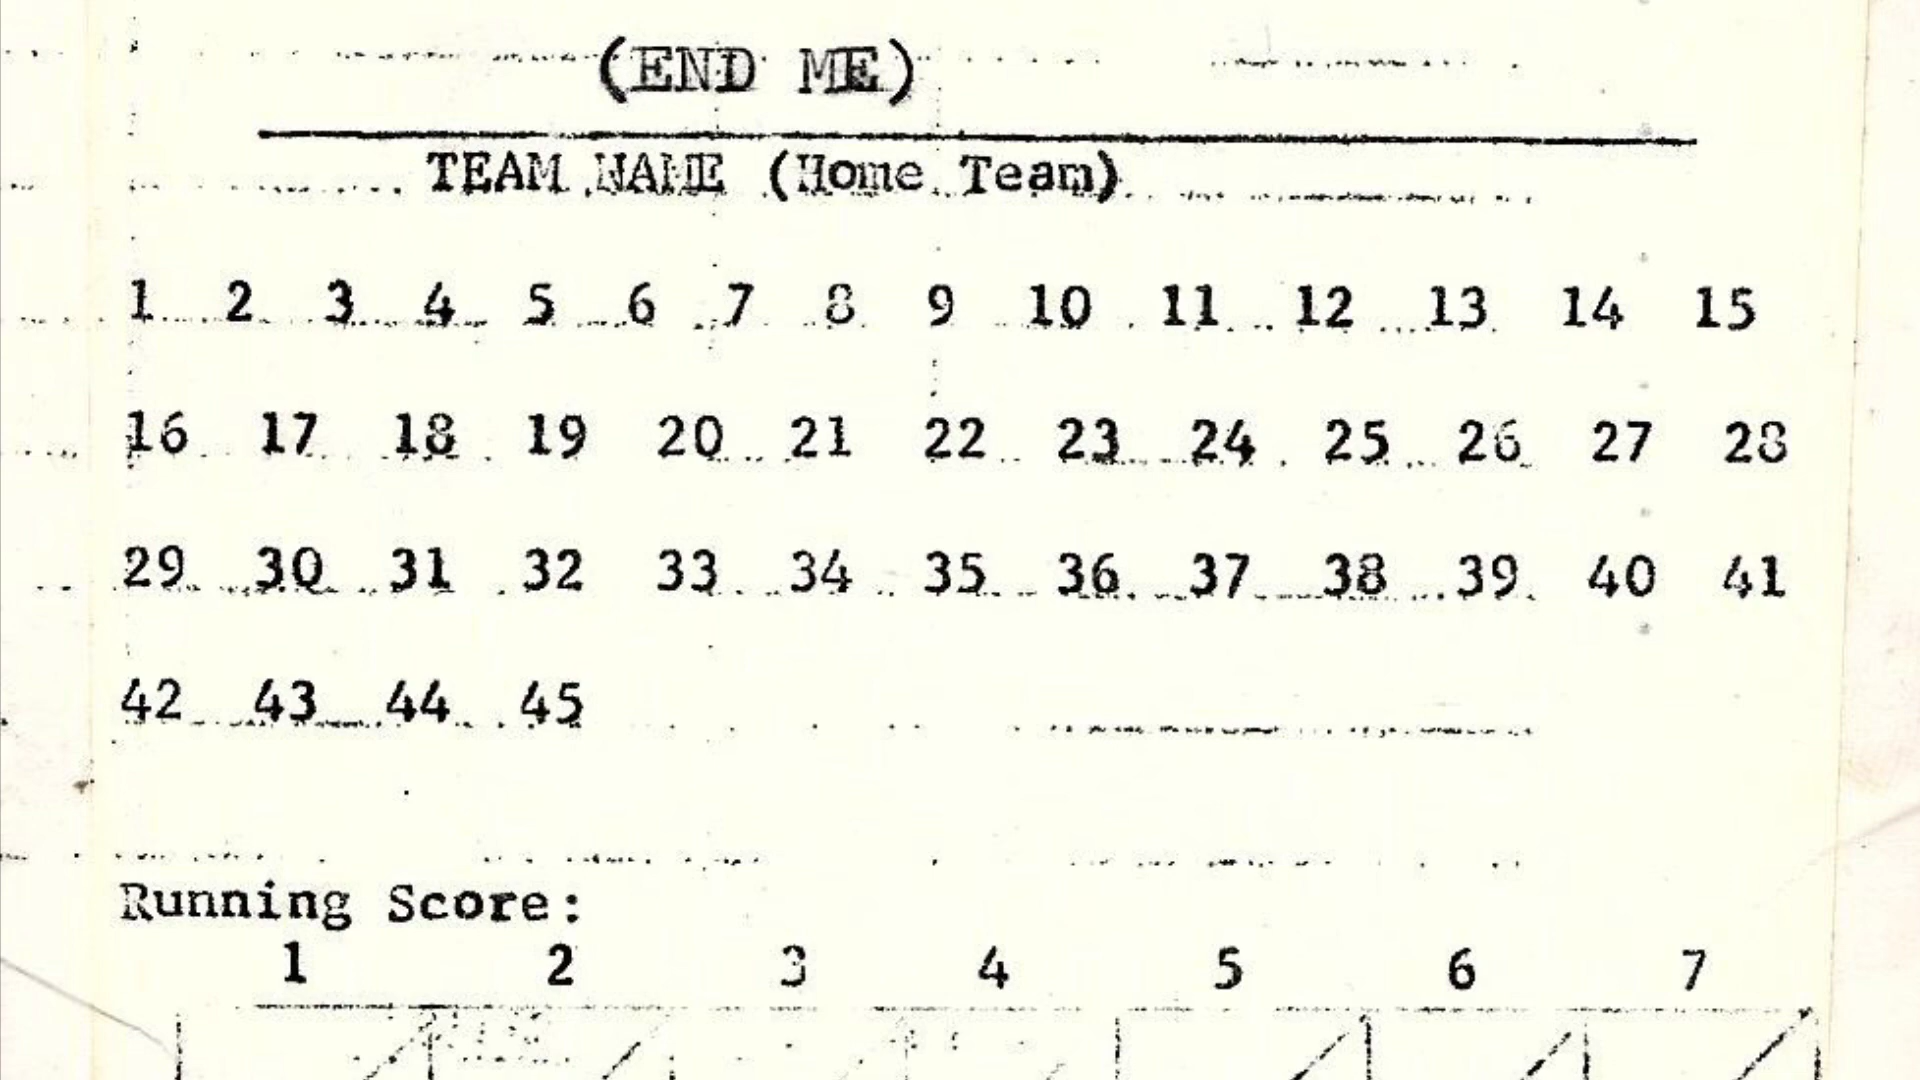 (END ME)
TEAM NAME (Home Team)
1 2 3 4 5 6 7 8 9 10 11 12 13 14 15
16 17 18 19 20 21 22 23 24 25 26 27 28
29 30 31 32 33 34 35 36 37 38 39 40 41
42 43 44 45
Running Score:
1 2 3 4 5 6 7